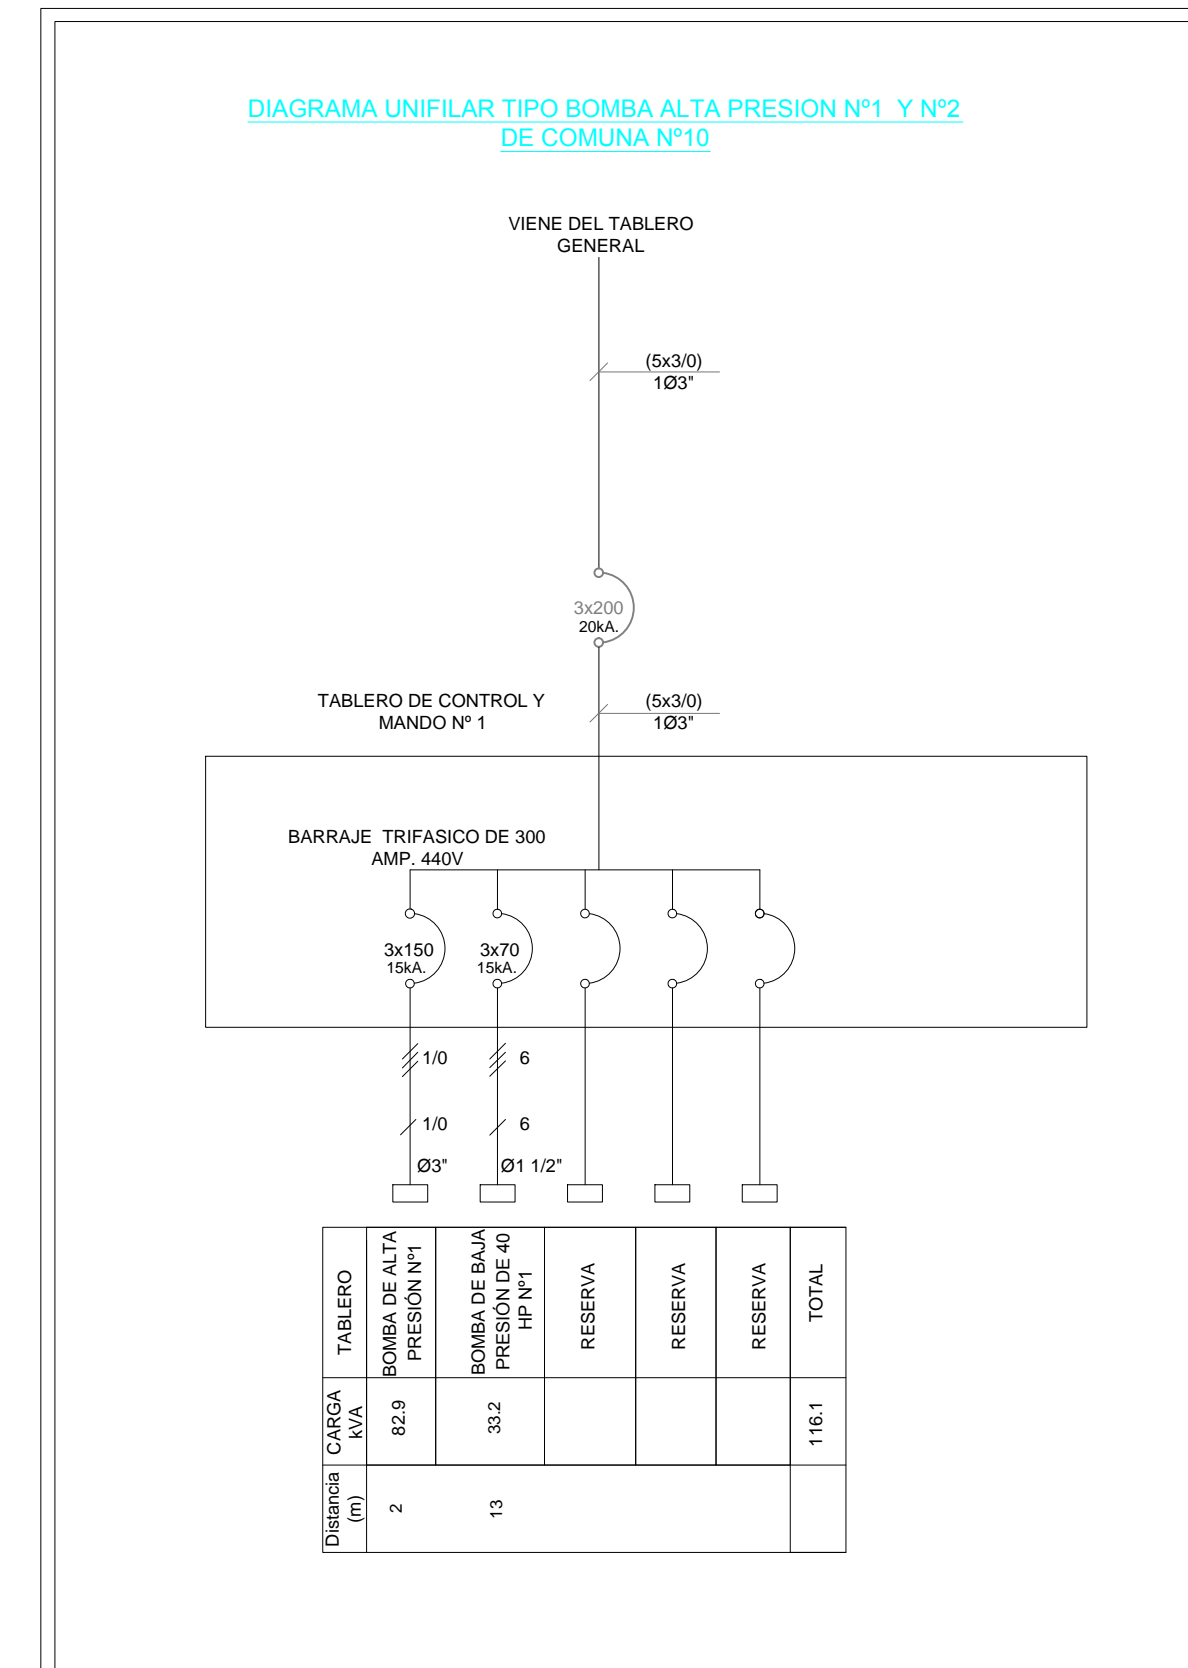 DIAGRAMA UNIFILAR TIPO BOMBA ALTA PRESION Nº1 Y Nº2
DE COMUNA Nº10
VIENE DEL TABLERO
GENERAL
(5x3/0)
1Ø3"
3x200
20kA.
TABLERO DE CONTROL Y
MANDO Nº 1
(5x3/0)
1Ø3"
BARRAJE TRIFASICO DE 300
AMP. 440V
3x150
15kA.
3x70
15kA.
1/0
6
1/0
6
Ø3"
Ø1 1/2"
TABLERO
BOMBA DE ALTA
PRESIÓN Nº1
BOMBA DE BAJA
PRESIÓN DE 40
HP Nº1
RESERVA
RESERVA
RESERVA
TOTAL
CARGA
kVA
82.9
33.2
116.1
Distancia
(m)
2
13